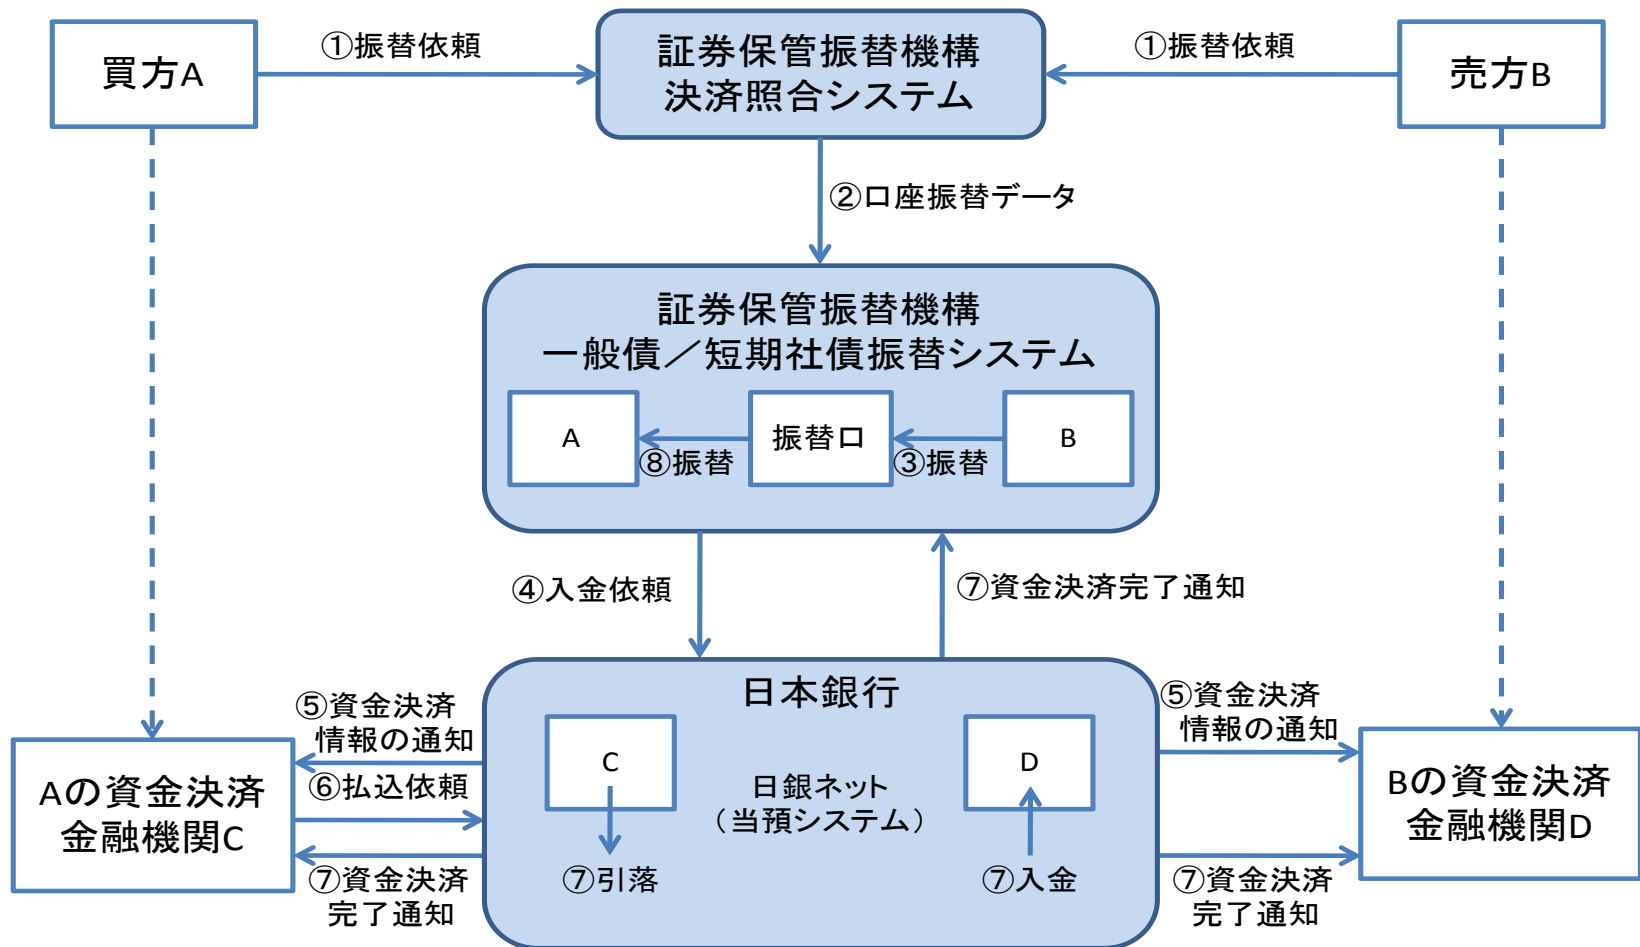 買方A
①振替依頼
証券保管振替機構
決済照合システム
①振替依頼
売方B
②口座振替データ
証券保管振替機構
一般債／短期社債振替システム
A
⑧振替
振替口
③振替
B
④入金依頼
⑦資金決済完了通知
日本銀行
⑤資金決済
情報の通知
⑥払込依頼
⑦資金決済
完了通知
Aの資金決済
金融機関C
C
⑦引落
日銀ネット
（当預システム）
D
⑦入金
⑤資金決済
情報の通知
⑦資金決済
完了通知
Bの資金決済
金融機関D